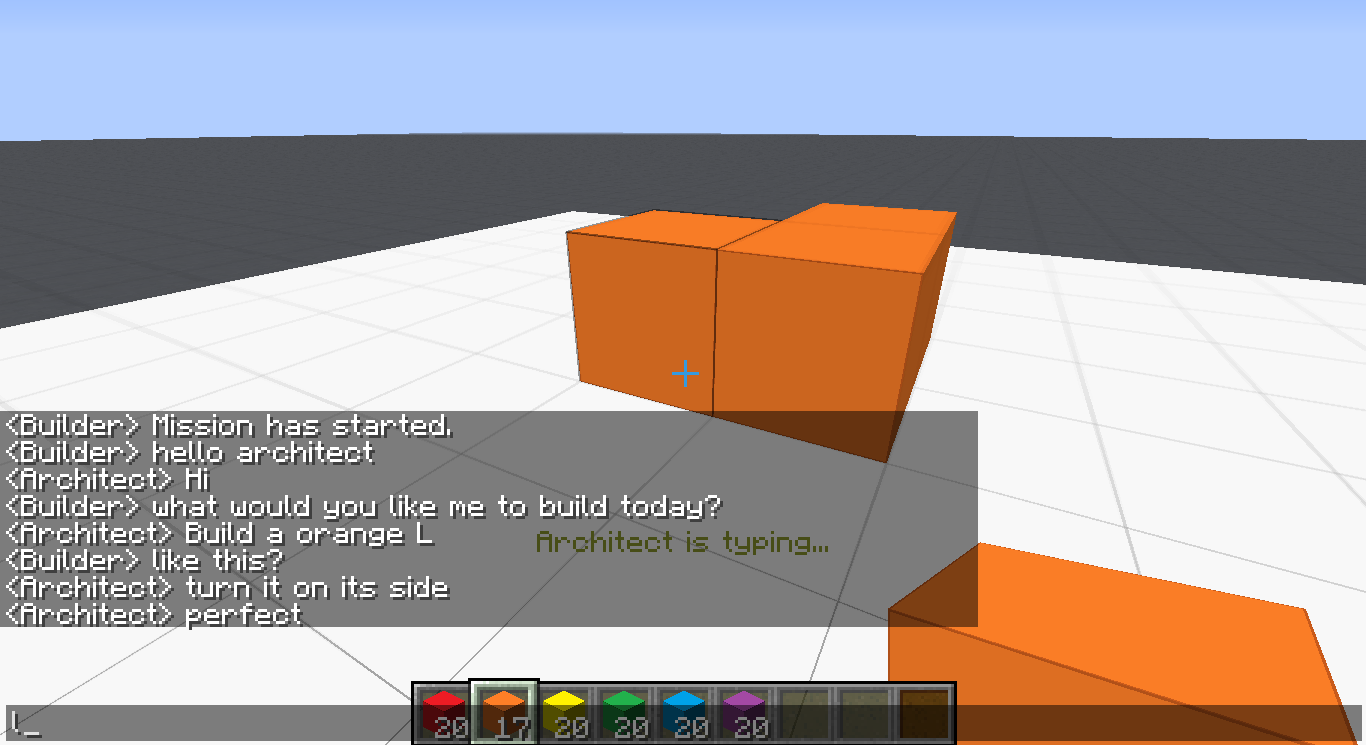 <Builder> Mission has started.
<Builder> hello architect
<Architect> Hi
<Builder> what would you like me to build today?
<Architect> Build a orange L
Architect is typing...
<Builder> like this?
<Architect> turn it on its side
<Architect> perfect
20 17 20 20 20 20
l_